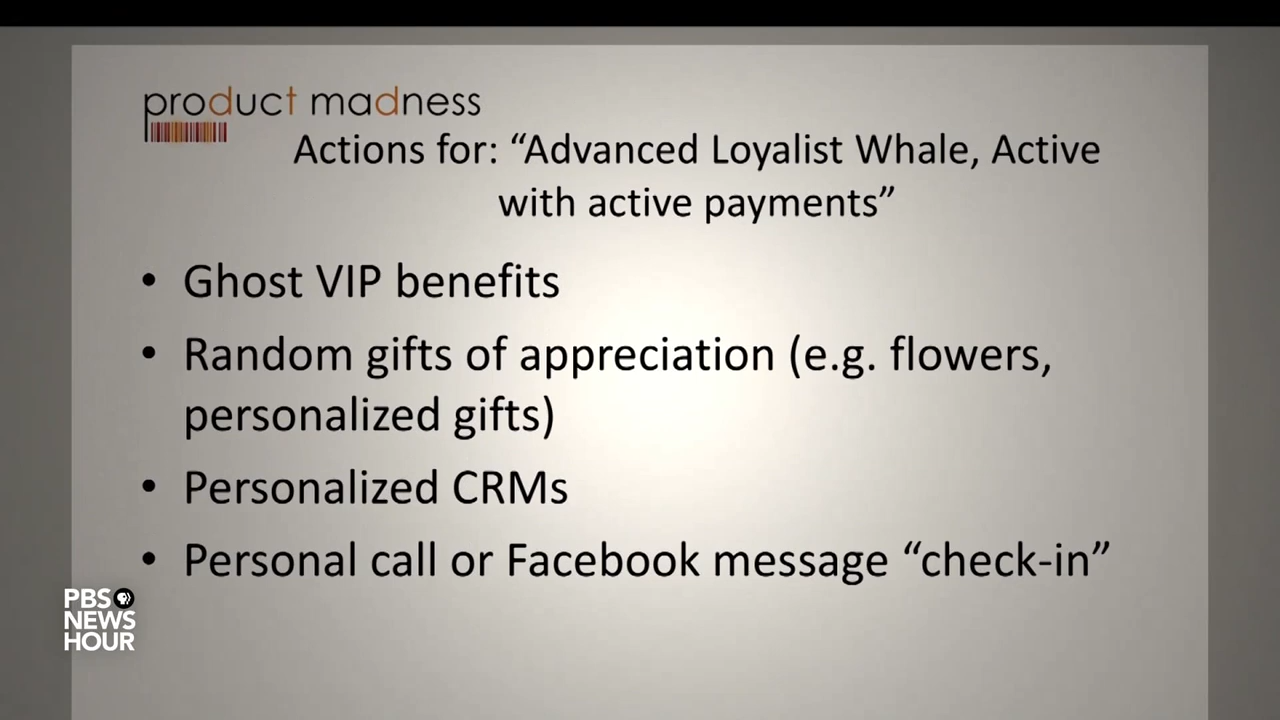 product madness
Actions for: “Advanced Loyalist Whale, Active
with active payments”
• Ghost VIP benefits
• Random gifts of appreciation (e.g. flowers,
personalized gifts)
• Personalized CRMs
• Personal call or Facebook message “check-in”
PBS
NEWS
HOUR